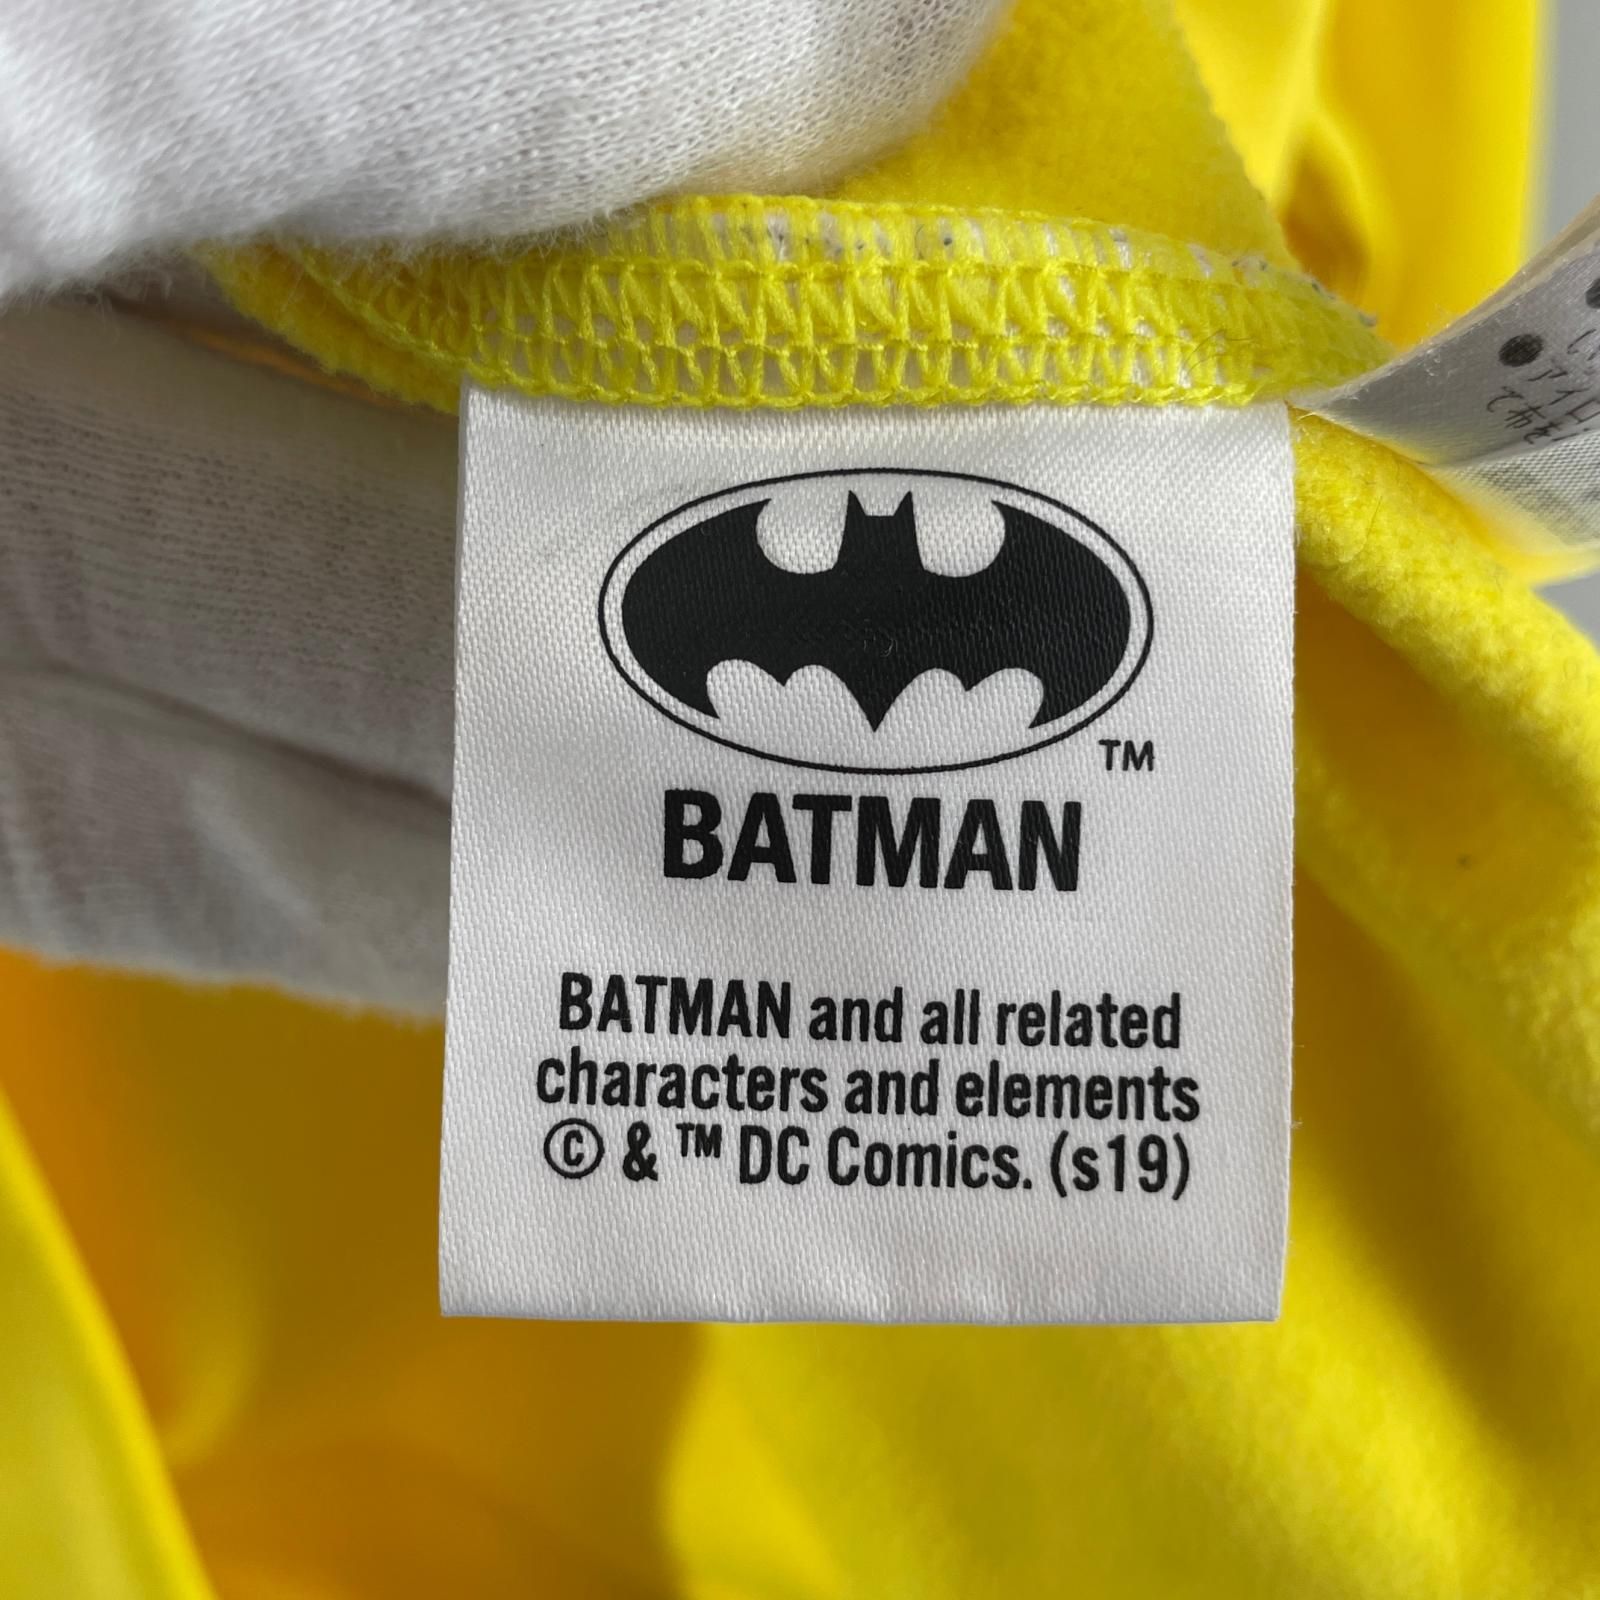 TM
BATMAN
BATMAN and all related
characters and elements
© & ™ DC Comics. (s19)